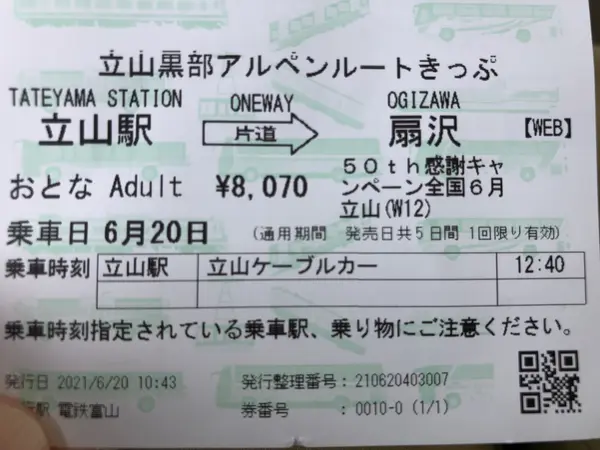 立山黒部アルペンルートきっぷ
TATEYAMA STATION ONEWAY OGIZAWA
立山駅 片道 扇沢 【WEB】
おとな Adult ¥8,070 50th感謝キャ
ンペーン全国6月
立山(W12)
乗車日 6月20日 (通用期間 発売日共5日間 1回限り有効)
乗車時刻 立山駅 立山ケーブルカー 12:40
乗車時刻指定されている乗車駅、乗り物にご注意ください。
発行日 2021/6/20 10:43 発行整理番号:210620403007
駅 電鉄富山 券番号 :0010-0 (1/1)